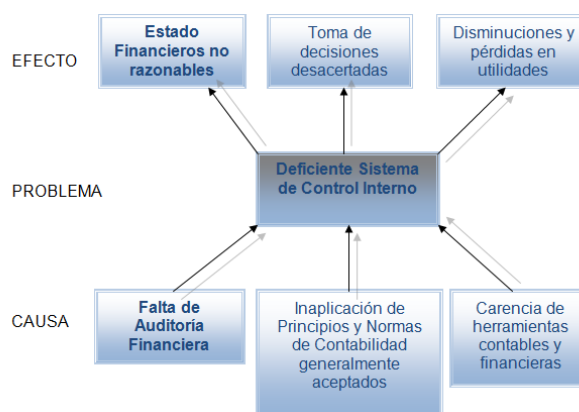 EFECTO
Estado
Financieros no
razonables
Toma de
decisiones
desacertadas
Disminuciones y
pérdidas en
utilidades
PROBLEMA
Deficiente Sistema
de Control Interno
CAUSA
Falta de
Auditoría
Financiera
Inaplicación de
Principios y Normas
de Contabilidad
generalmente
aceptados
Carencia de
herramientas
contables y
financieras